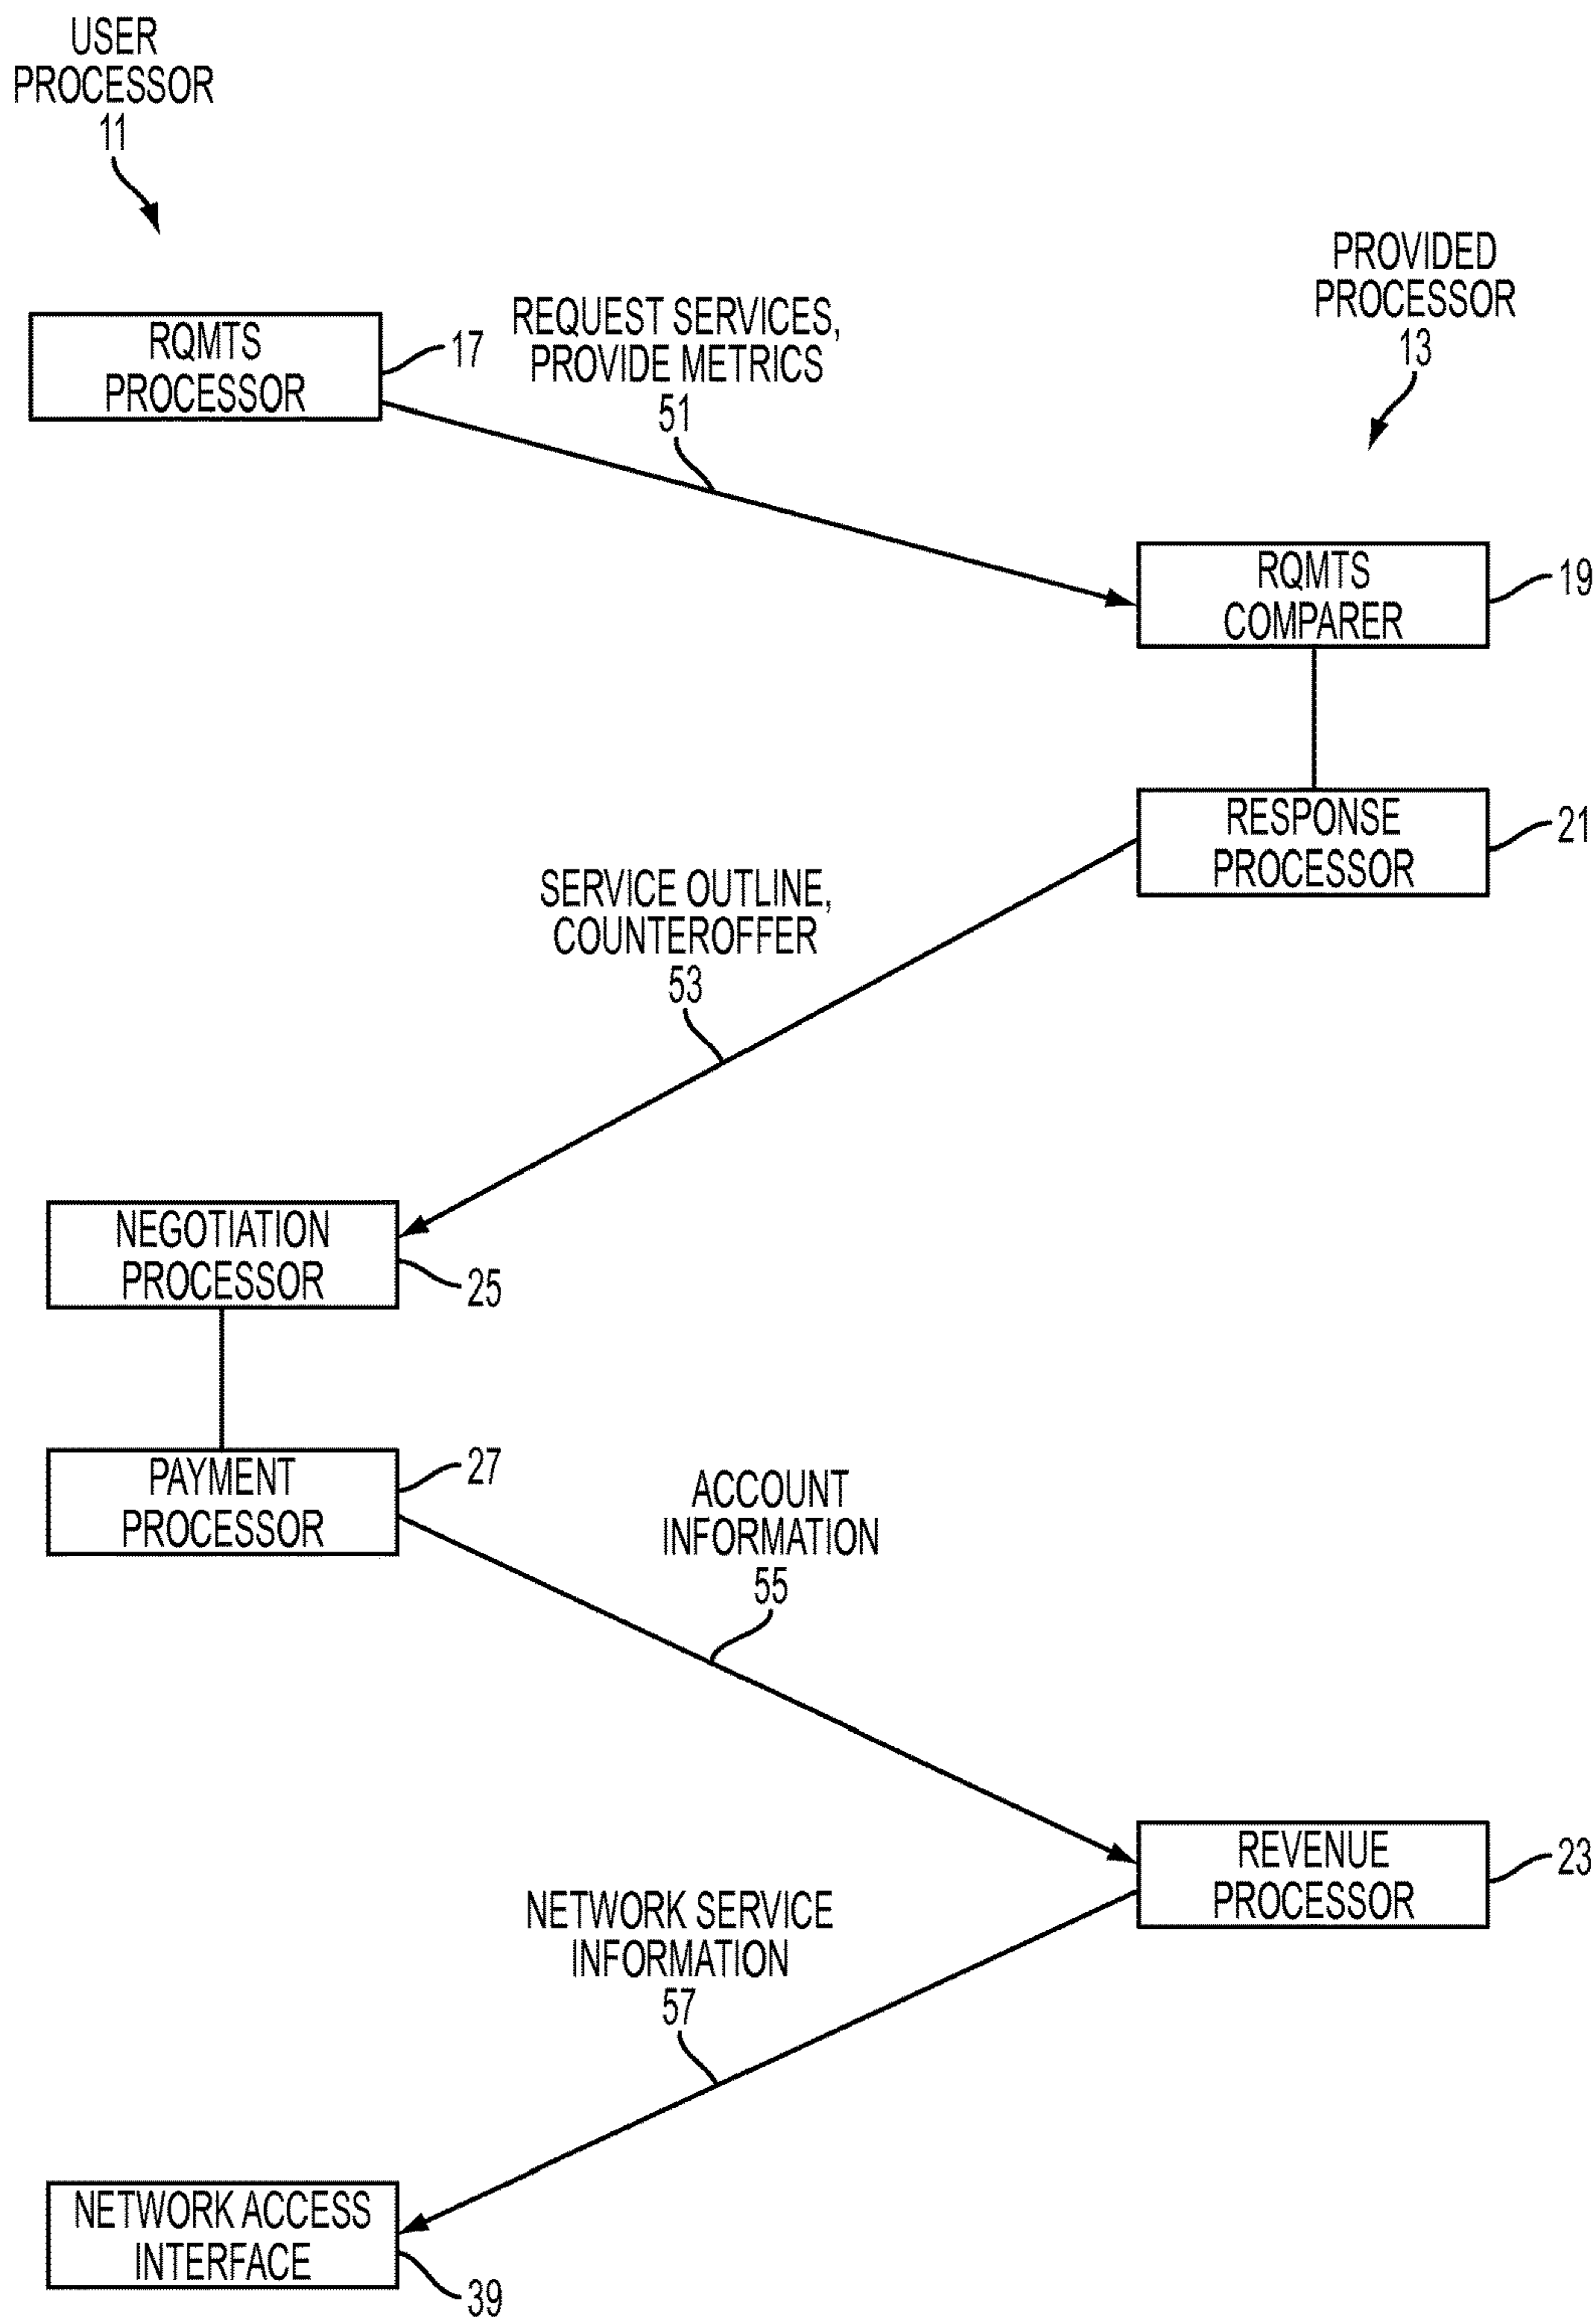 USER
PROCESSOR
11
PROVIDED
PROCESSOR
13
RQMTS
PROCESSOR
17
REQUEST SERVICES,
PROVIDE METRICS
51
RQMTS
COMPARER
19
RESPONSE
PROCESSOR
21
SERVICE OUTLINE,
COUNTEROFFER
53
NEGOTIATION
PROCESSOR
25
PAYMENT
PROCESSOR
27
ACCOUNT
INFORMATION
55
REVENUE
PROCESSOR
23
NETWORK SERVICE
INFORMATION
57
NETWORK ACCESS
INTERFACE
39